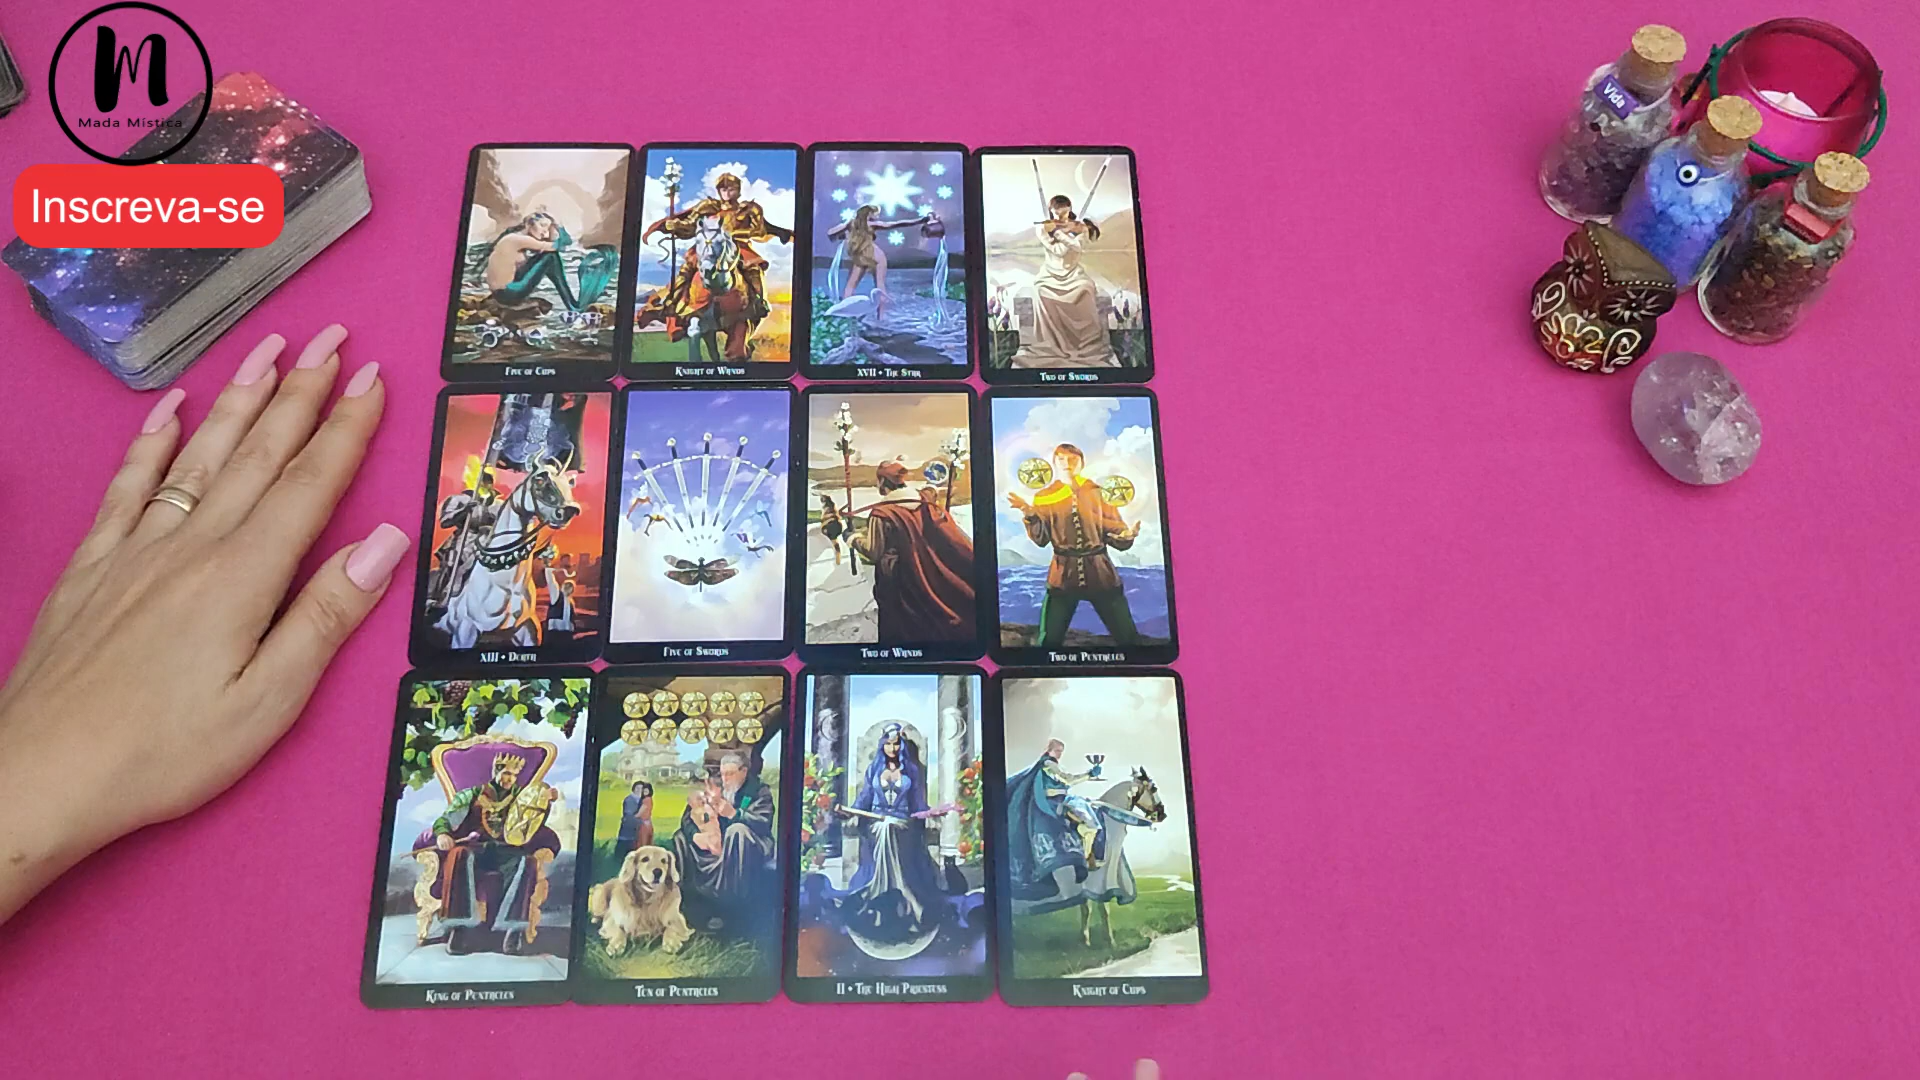 Mada Mística
Inscreva-se
Vida
Five of Cups
Knight of Wands
XVII • The Star
Two of Swords
XIII • Death
Five of Swords
Two of Wands
Two of Pentacles
King of Pentacles
Ten of Pentacles
II • The High Priestess
Knight of Cups